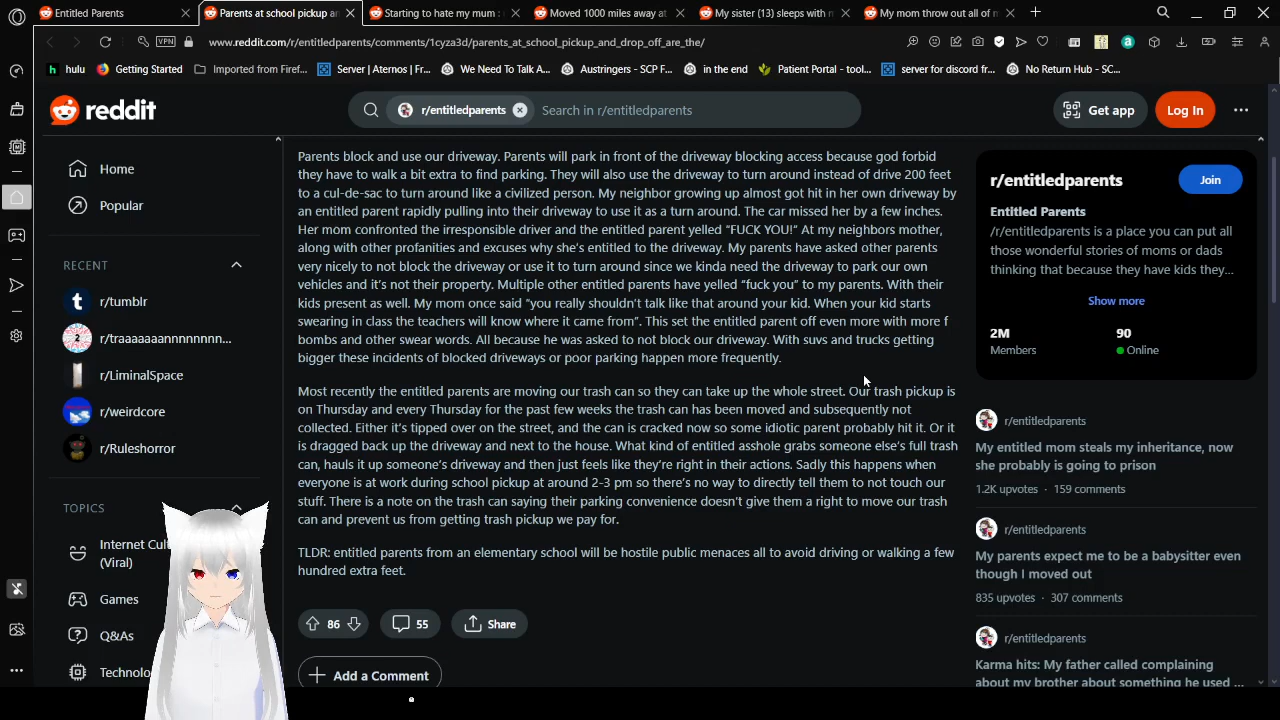 Entitled Parents
Parents at school pickup an
Starting to hate my mum :
Moved 1000 miles away at
My sister (13) sleeps with m
My mom throw out all of m
VPN
www.reddit.com/r/entitledparents/comments/1cyza3d/parents_at_school_pickup_and_drop_off_are_the/
hulu
Getting Started
Imported from Firef...
Server | Aternos | Fr...
We Need To Talk A...
Austringers - SCP F...
in the end
Patient Portal - tool...
server for discord fr...
No Return Hub - SC...
reddit
r/entitledparents
Search in r/entitledparents
Get app
Log In
Home
Popular
RECENT
r/tumblr
r/traaaaaaannnnnnnn...
r/LiminalSpace
r/weirdcore
r/Ruleshorror
TOPICS
Internet Cul
(Viral)
Games
Q&As
Technolo
Parents block and use our driveway. Parents will park in front of the driveway blocking access because god forbid
they have to walk a bit extra to find parking. They will also use the driveway to turn around instead of drive 200 feet
to a cul-de-sac to turn around like a civilized person. My neighbor growing up almost got hit in her own driveway by
an entitled parent rapidly pulling into their driveway to use it as a turn around. The car missed her by a few inches.
Her mom confronted the irresponsible driver and the entitled parent yelled “FUCK YOU!” At my neighbors mother,
along with other profanities and excuses why she’s entitled to the driveway. My parents have asked other parents
very nicely to not block the driveway or use it to turn around since we kinda need the driveway to park our own
vehicles and it’s not their property. Multiple other entitled parents have yelled “fuck you” to my parents. With their
kids present as well. My mom once said “you really shouldn’t talk like that around your kid. When your kid starts
swearing in class the teachers will know where it came from”. This set the entitled parent off even more with more f
bombs and other swear words. All because he was asked to not block our driveway. With suvs and trucks getting
bigger these incidents of blocked driveways or poor parking happen more frequently.
Most recently the entitled parents are moving our trash can so they can take up the whole street. Our trash pickup is
on Thursday and every Thursday for the past few weeks the trash can has been moved and subsequently not
collected. Either it’s tipped over on the street, and the can is cracked now so some idiotic parent probably hit it. Or it
is dragged back up the driveway and next to the house. What kind of entitled asshole grabs someone else’s full trash
can, hauls it up someone’s driveway and then just feels like they’re right in their actions. Sadly this happens when
everyone is at work during school pickup at around 2-3 pm so there’s no way to directly tell them to not touch our
stuff. There is a note on the trash can saying their parking convenience doesn’t give them a right to move our trash
can and prevent us from getting trash pickup we pay for.
TLDR: entitled parents from an elementary school will be hostile public menaces all to avoid driving or walking a few
hundred extra feet.
86
55
Share
Add a Comment
r/entitledparents
Join
Entitled Parents
/r/entitledparents is a place you can put all
those wonderful stories of moms or dads
thinking that because they have kids they...
Show more
2M
90
Members
Online
r/entitledparents
My entitled mom steals my inheritance, now
she probably is going to prison
1.2K upvotes · 159 comments
r/entitledparents
My parents expect me to be a babysitter even
though I moved out
835 upvotes · 307 comments
r/entitledparents
Karma hits: My father called complaining
about my brother about something he used ...